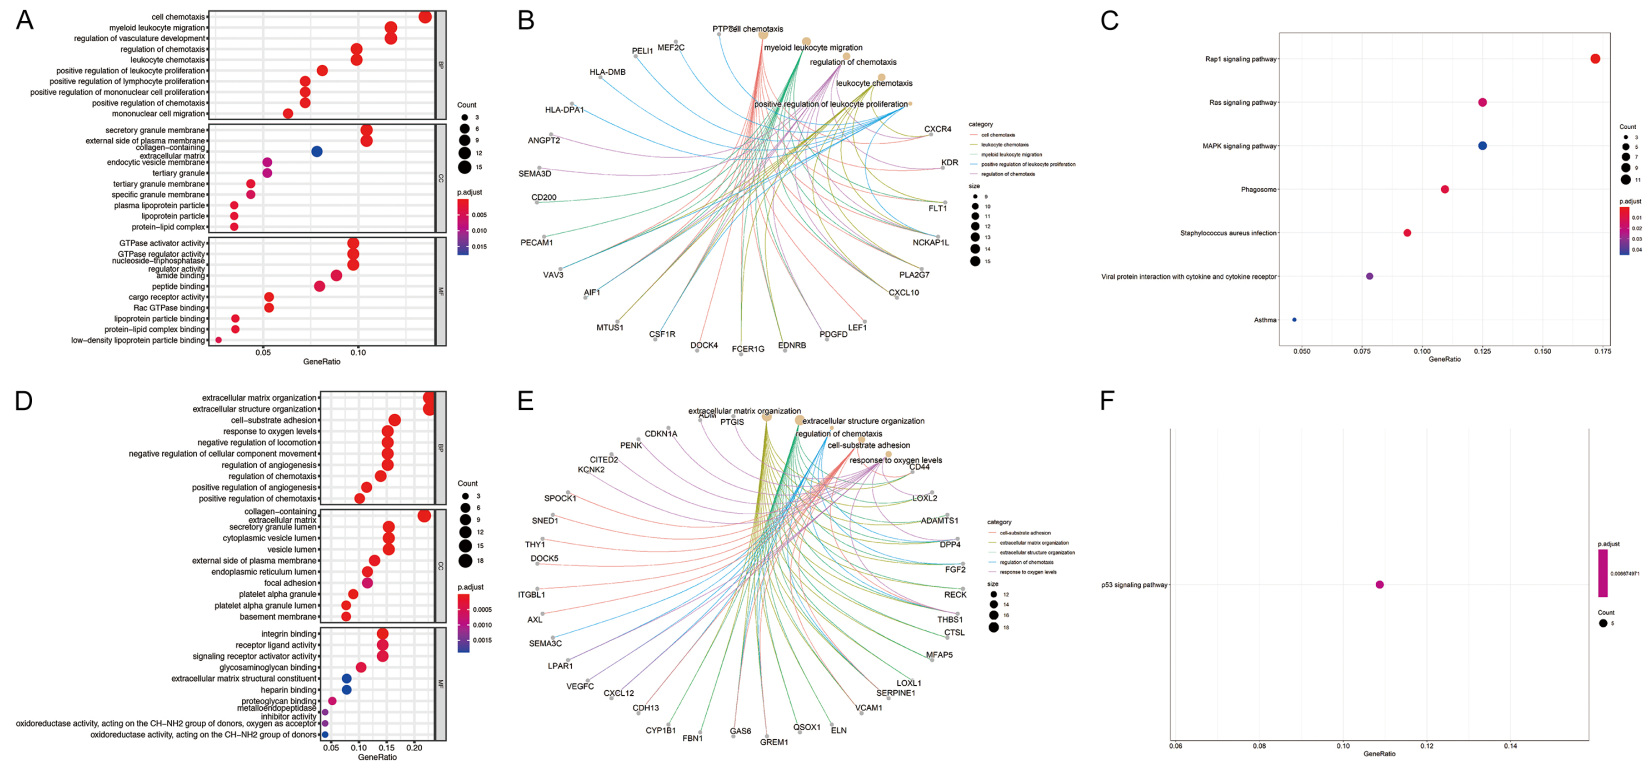 A
cell chemotaxis
myeloid leukocyte migration
regulation of vasculature development
regulation of chemotaxis
leukocyte chemotaxis
positive regulation of leukocyte proliferation
positive regulation of lymphocyte proliferation
positive regulation of mononuclear cell proliferation
positive regulation of chemotaxis
mononuclear cell migration
BP
secretory granule membrane
external side of plasma membrane
collagen−containing
extracellular matrix
endocytic vesicle membrane
tertiary granule
tertiary granule membrane
specific granule membrane
plasma lipoprotein particle
lipoprotein particle
protein−lipid complex
CC
GTPase activator activity
GTPase regulator activity
nucleoside−triphosphatase
regulator activity
amide binding
peptide binding
cargo receptor activity
Rac GTPase binding
lipoprotein particle binding
protein−lipid complex binding
low−density lipoprotein particle binding
MF
0.05
0.10
GeneRatio
Count
3
6
9
12
15
p.adjust
0.005
0.010
0.015
B
cell chemotaxis
myeloid leukocyte migration
regulation of chemotaxis
leukocyte chemotaxis
positive regulation of leukocyte proliferation
MEF2C
PELI1
HLA−DMB
HLA−DPA1
ANGPT2
SEMA3D
CD200
PECAM1
VAV3
AIF1
MTUS1
CSF1R
DOCK4
FCER1G
EDNRB
PDGFD
LEF1
CXCL10
PLA2G7
NCKAP1L
FLT1
KDR
CXCR4
category
cell chemotaxis
leukocyte chemotaxis
myeloid leukocyte migration
positive regulation of leukocyte proliferation
regulation of chemotaxis
size
9
10
11
12
13
14
15
C
Rap1 signaling pathway
Ras signaling pathway
MAPK signaling pathway
Phagosome
Staphylococcus aureus infection
Viral protein interaction with cytokine and cytokine receptor
Asthma
0.050
0.075
0.100
0.125
0.150
0.175
GeneRatio
Count
3
5
7
9
11
p.adjust
0.01
0.02
0.03
0.04
D
extracellular matrix organization
extracellular structure organization
cell−substrate adhesion
response to oxygen levels
negative regulation of locomotion
negative regulation of cellular component movement
regulation of angiogenesis
regulation of chemotaxis
positive regulation of angiogenesis
positive regulation of chemotaxis
BP
collagen−containing
extracellular matrix
secretory granule lumen
cytoplasmic vesicle lumen
vesicle lumen
external side of plasma membrane
endoplasmic reticulum lumen
focal adhesion
platelet alpha granule
platelet alpha granule lumen
basement membrane
CC
integrin binding
receptor ligand activity
signaling receptor activator activity
glycosaminoglycan binding
extracellular matrix structural constituent
heparin binding
proteoglycan binding
metalloendopeptidase
inhibitor activity
oxidoreductase activity, acting on the CH−NH2 group of donors, oxygen as acceptor
oxidoreductase activity, acting on the CH−NH2 group of donors
MF
0.05
0.10
0.15
0.20
GeneRatio
Count
3
6
9
12
15
18
p.adjust
0.0005
0.0010
0.0015
E
extracellular matrix organization
extracellular structure organization
regulation of chemotaxis
cell−substrate adhesion
response to oxygen levels
ADM
PTGIS
CDKN1A
PENK
CITED2
KCNK2
SPOCK1
SNED1
THY1
DOCK5
ITGBL1
AXL
SEMA3C
LPAR1
VEGFC
CXCL12
CDH13
CYP1B1
FBN1
GAS6
GREM1
QSOX1
ELN
VCAM1
SERPINE1
LOXL1
MFAP5
CTSL
THBS1
RECK
FGF2
DPP4
ADAMTS1
LOXL2
CD44
category
cell−substrate adhesion
extracellular matrix organization
extracellular structure organization
regulation of chemotaxis
response to oxygen levels
size
12
14
16
18
F
p53 signaling pathway
0.06
0.08
0.10
0.12
0.14
GeneRatio
p.adjust
0.006674971
Count
5